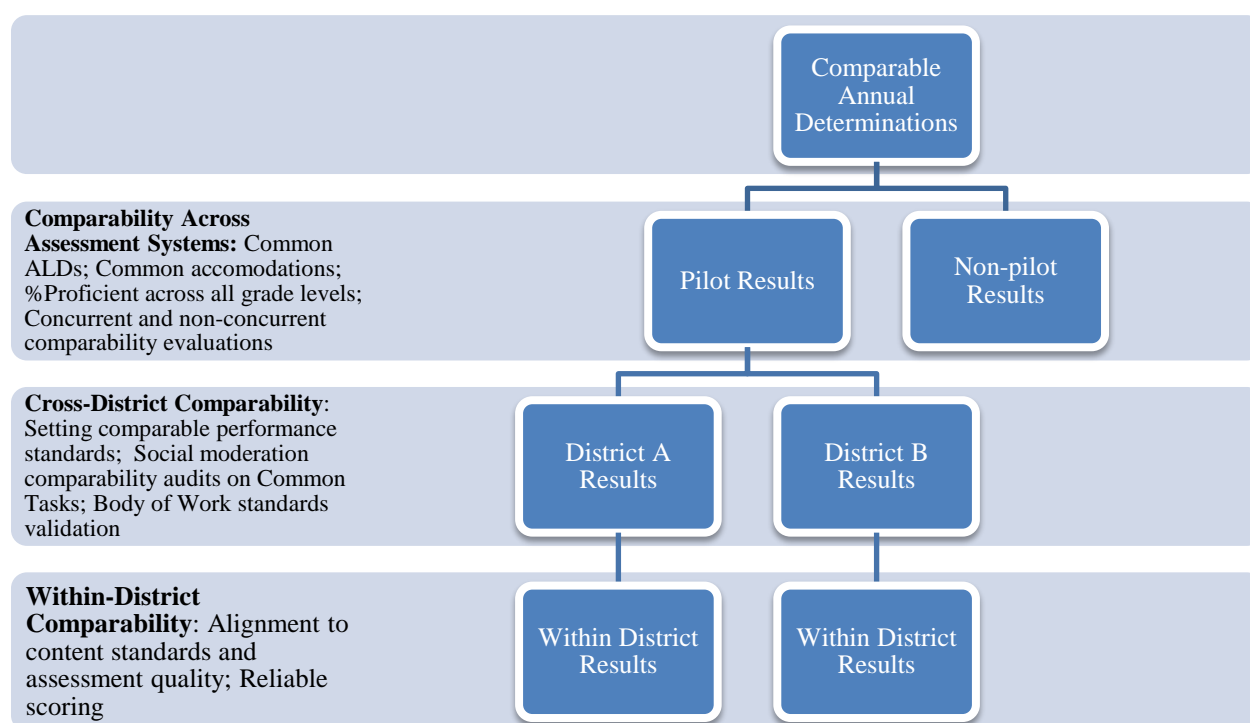 Comparable
Annual
Determinations
Comparability Across
Assessment Systems: Common
ALDs; Common accomodations;
%Proficient across all grade levels;
Concurrent and non-concurrent
comparability evaluations
Pilot Results
Non-pilot
Results
Cross-District Comparability:
Setting comparable performance
standards; Social moderation
comparability audits on Common
Tasks; Body of Work standards
validation
District A
Results
District B
Results
Within-District
Comparability: Alignment to
content standards and
assessment quality; Reliable
scoring
Within District
Results
Within District
Results